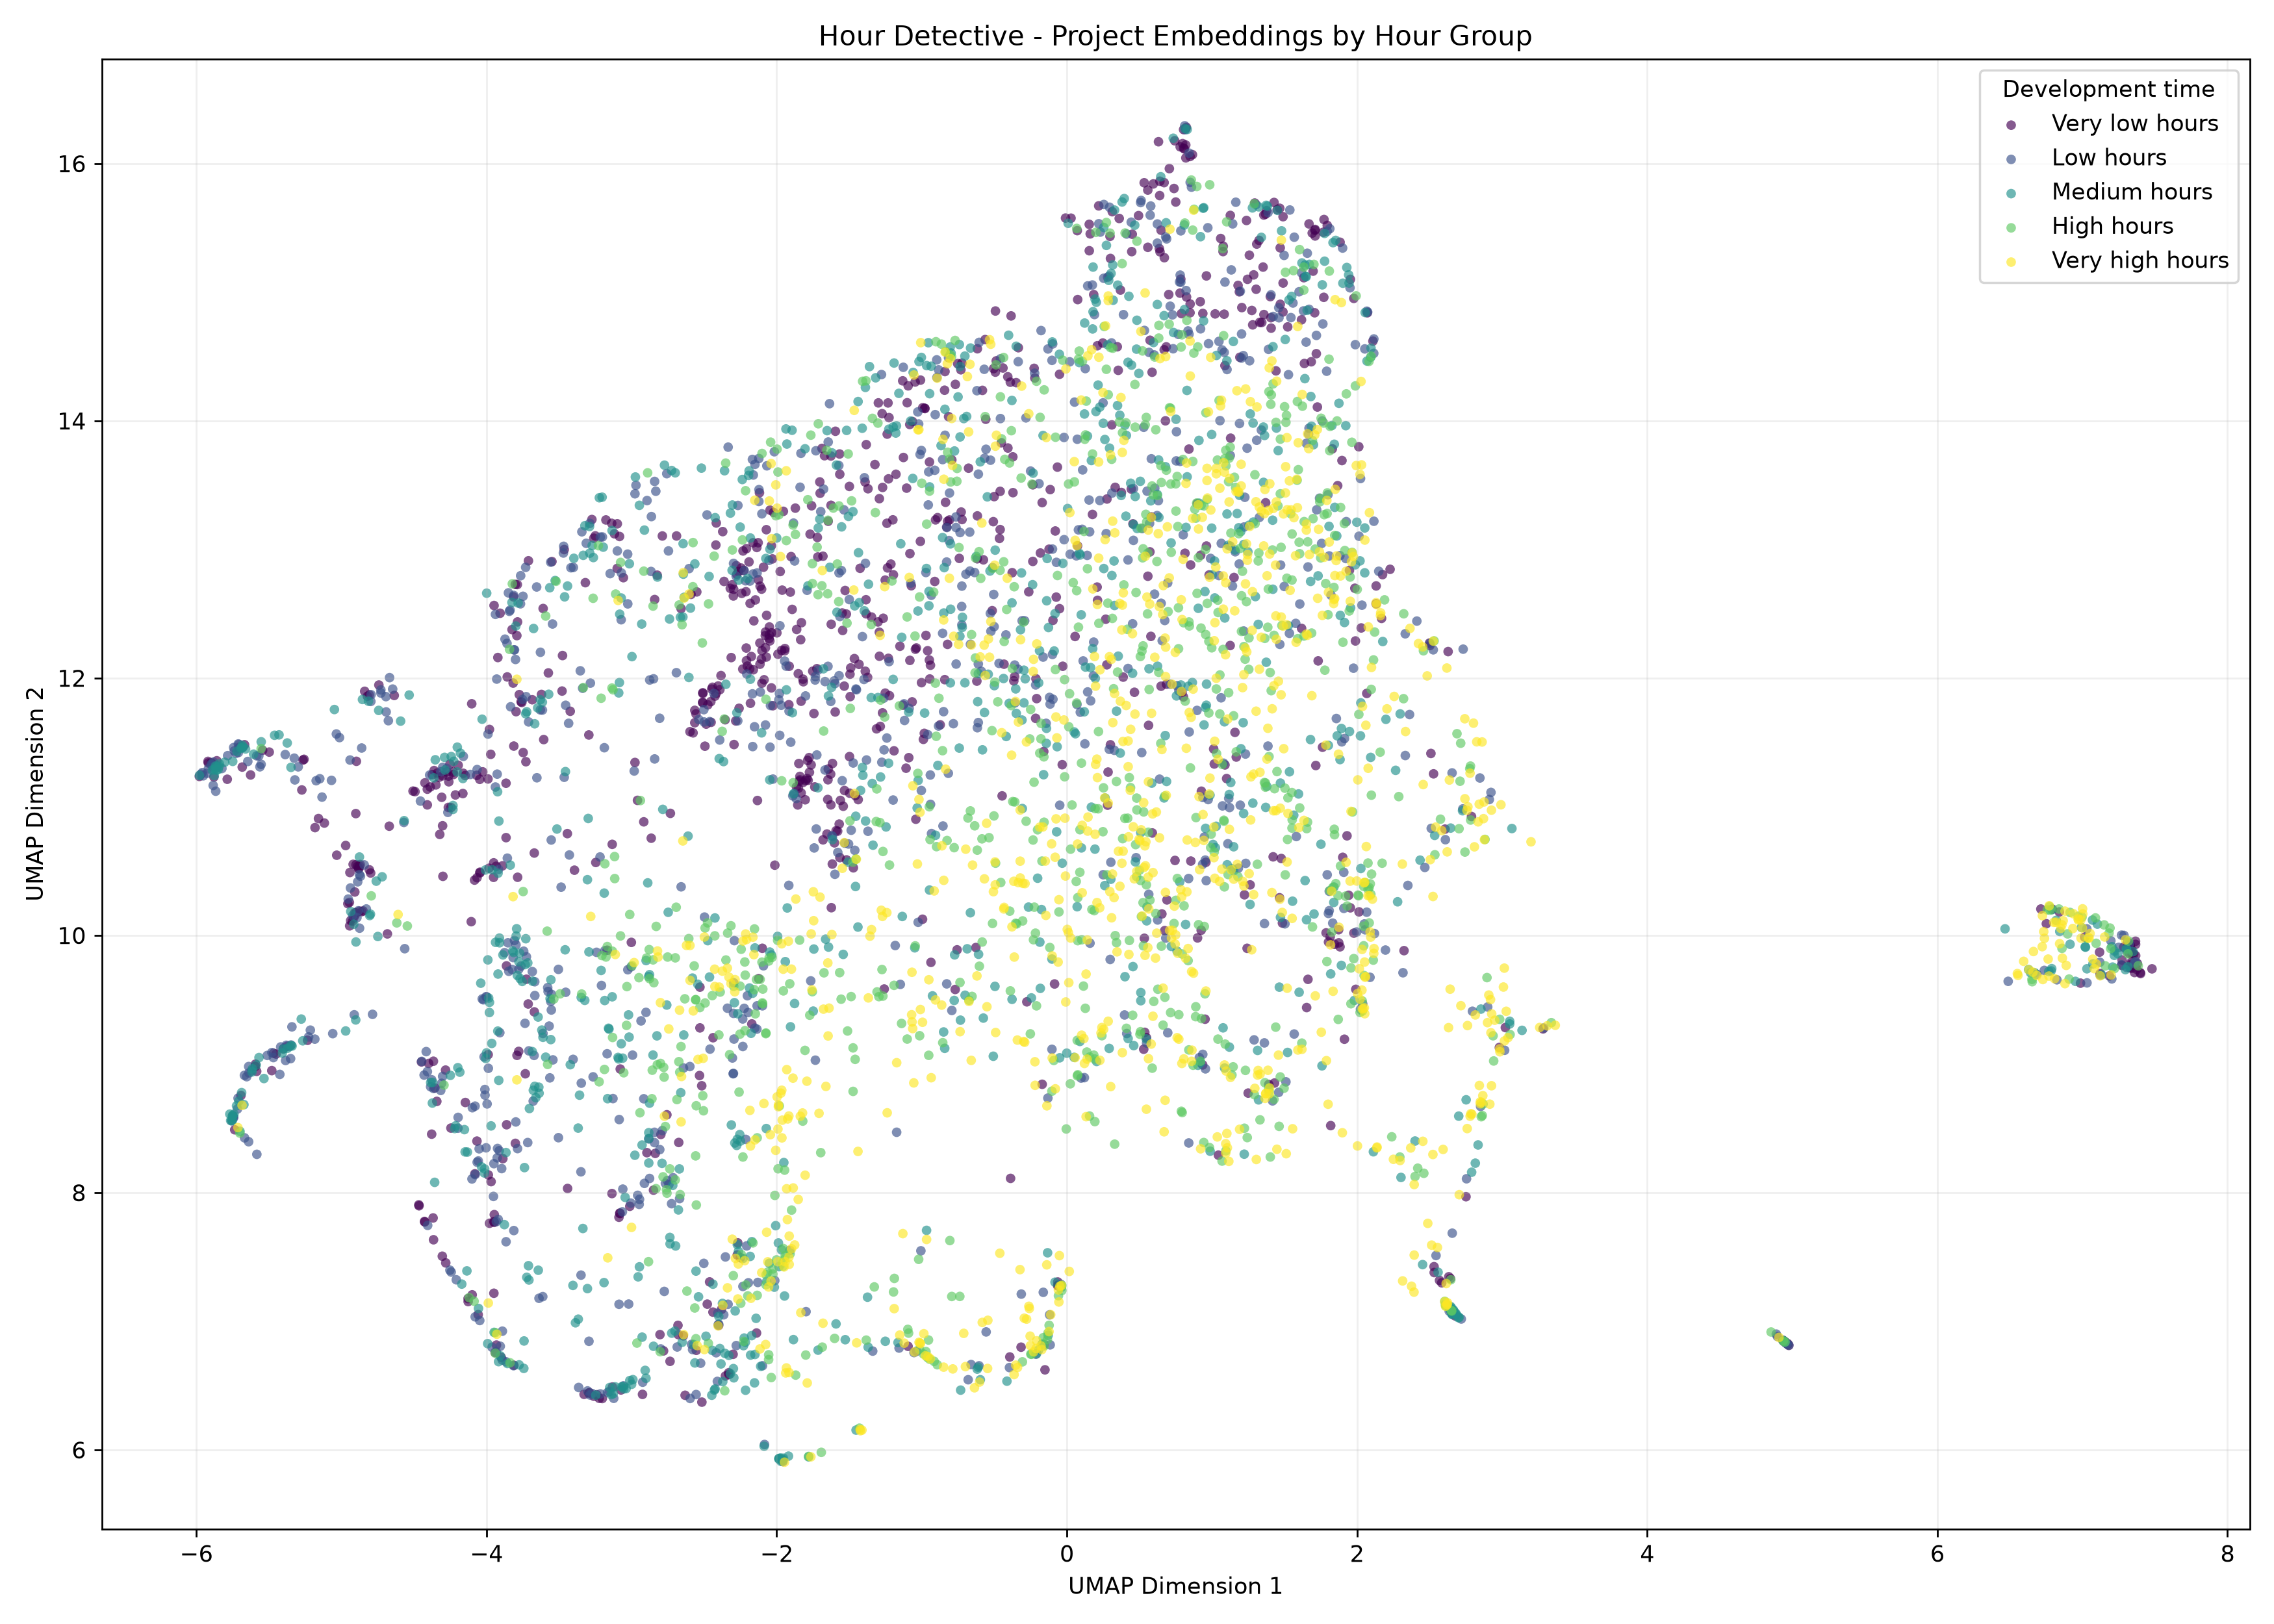 Hour Detective - Project Embeddings by Hour Group
Development time
Very low hours
Low hours
Medium hours
High hours
Very high hours
16
14
12
10
8
6
UMAP Dimension 2
−6
−4
−2
0
2
4
6
8
UMAP Dimension 1